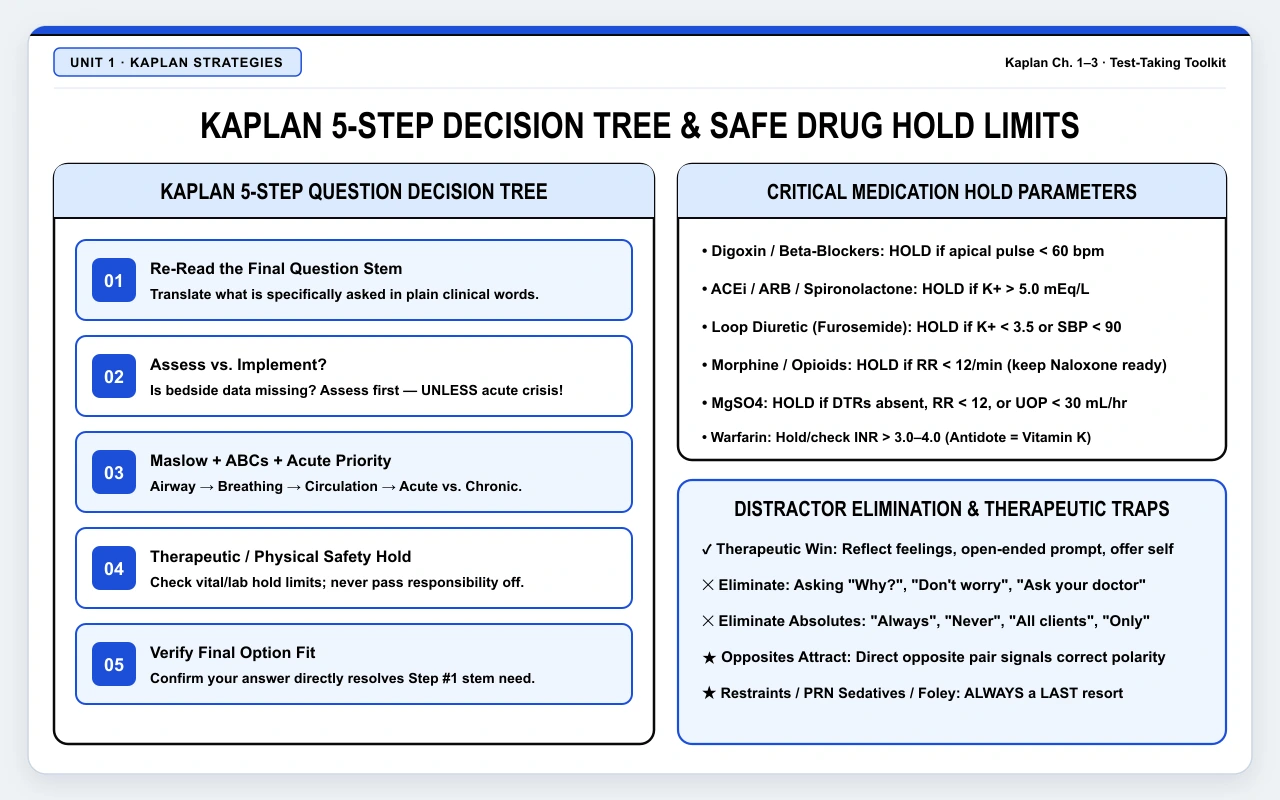 UNIT 1 · KAPLAN STRATEGIES
Kaplan Ch. 1–3 · Test-Taking Toolkit
KAPLAN 5-STEP DECISION TREE & SAFE DRUG HOLD LIMITS
KAPLAN 5-STEP QUESTION DECISION TREE
01
Re-Read the Final Question Stem
Translate what is specifically asked in plain clinical words.
02
Assess vs. Implement?
Is bedside data missing? Assess first — UNLESS acute crisis!
03
Maslow + ABCs + Acute Priority
Airway → Breathing → Circulation → Acute vs. Chronic.
04
Therapeutic / Physical Safety Hold
Check vital/lab hold limits; never pass responsibility off.
05
Verify Final Option Fit
Confirm your answer directly resolves Step #1 stem need.
CRITICAL MEDICATION HOLD PARAMETERS
• Digoxin / Beta-Blockers: HOLD if apical pulse < 60 bpm
• ACEi / ARB / Spironolactone: HOLD if K+ > 5.0 mEq/L
• Loop Diuretic (Furosemide): HOLD if K+ < 3.5 or SBP < 90
• Morphine / Opioids: HOLD if RR < 12/min (keep Naloxone ready)
• MgSO4: HOLD if DTRs absent, RR < 12, or UOP < 30 mL/hr
• Warfarin: Hold/check INR > 3.0–4.0 (Antidote = Vitamin K)
DISTRACTOR ELIMINATION & THERAPEUTIC TRAPS
✓ Therapeutic Win: Reflect feelings, open-ended prompt, offer self
✕ Eliminate: Asking "Why?", "Don't worry", "Ask your doctor"
✕ Eliminate Absolutes: "Always", "Never", "All clients", "Only"
★ Opposites Attract: Direct opposite pair signals correct polarity
★ Restraints / PRN Sedatives / Foley: ALWAYS a LAST resort